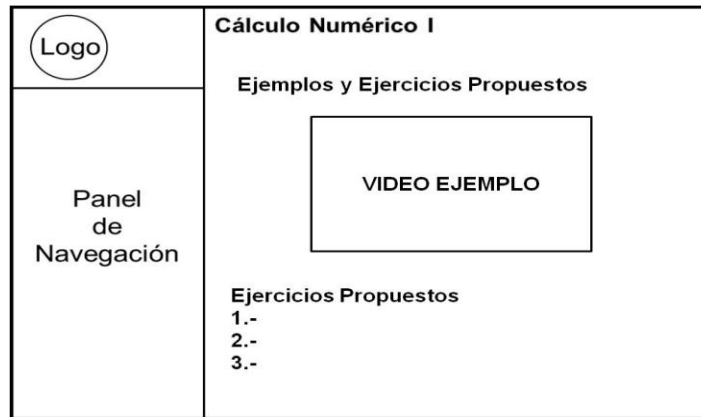 Logo
Cálculo Numérico I
Ejemplos y Ejercicios Propuestos
VIDEO EJEMPLO
Panel
de
Navegación
Ejercicios Propuestos
1.-
2.-
3.-